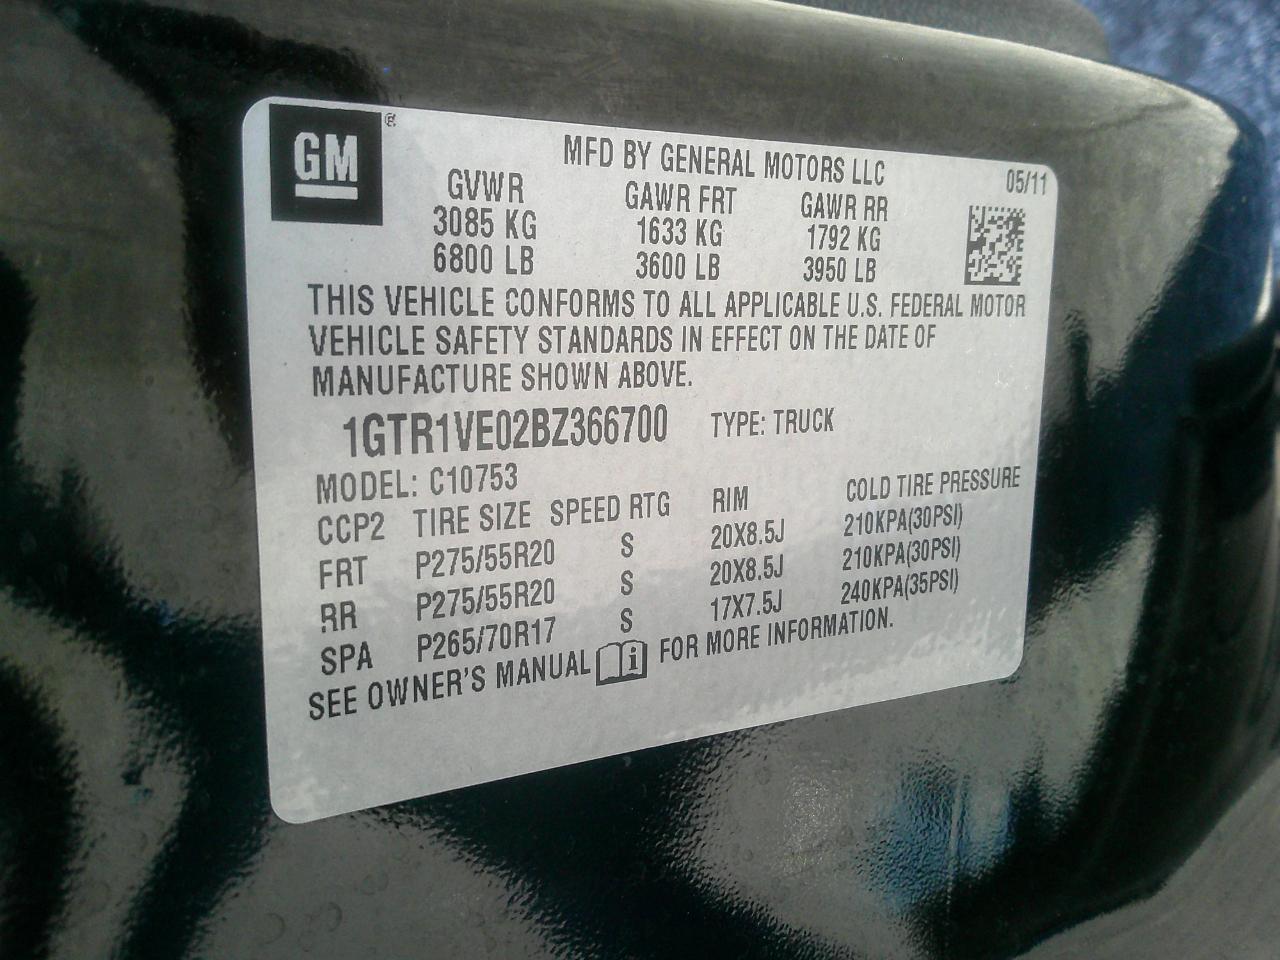 GM ®
MFD BY GENERAL MOTORS LLC
05/11
GVWR GAWR FRT GAWR RR
3085 KG 1633 KG 1792 KG
6800 LB 3600 LB 3950 LB
THIS VEHICLE CONFORMS TO ALL APPLICABLE U.S. FEDERAL MOTOR
VEHICLE SAFETY STANDARDS IN EFFECT ON THE DATE OF
MANUFACTURE SHOWN ABOVE.
1GTR1VE02BZ366700 TYPE: TRUCK
MODEL: C10753
CCP2 TIRE SIZE SPEED RTG RIM COLD TIRE PRESSURE
FRT P275/55R20 S 20X8.5J 210KPA(30PSI)
RR P275/55R20 S 20X8.5J 210KPA(30PSI)
SPA P265/70R17 S 17X7.5J 240KPA(35PSI)
SEE OWNER'S MANUAL i FOR MORE INFORMATION.